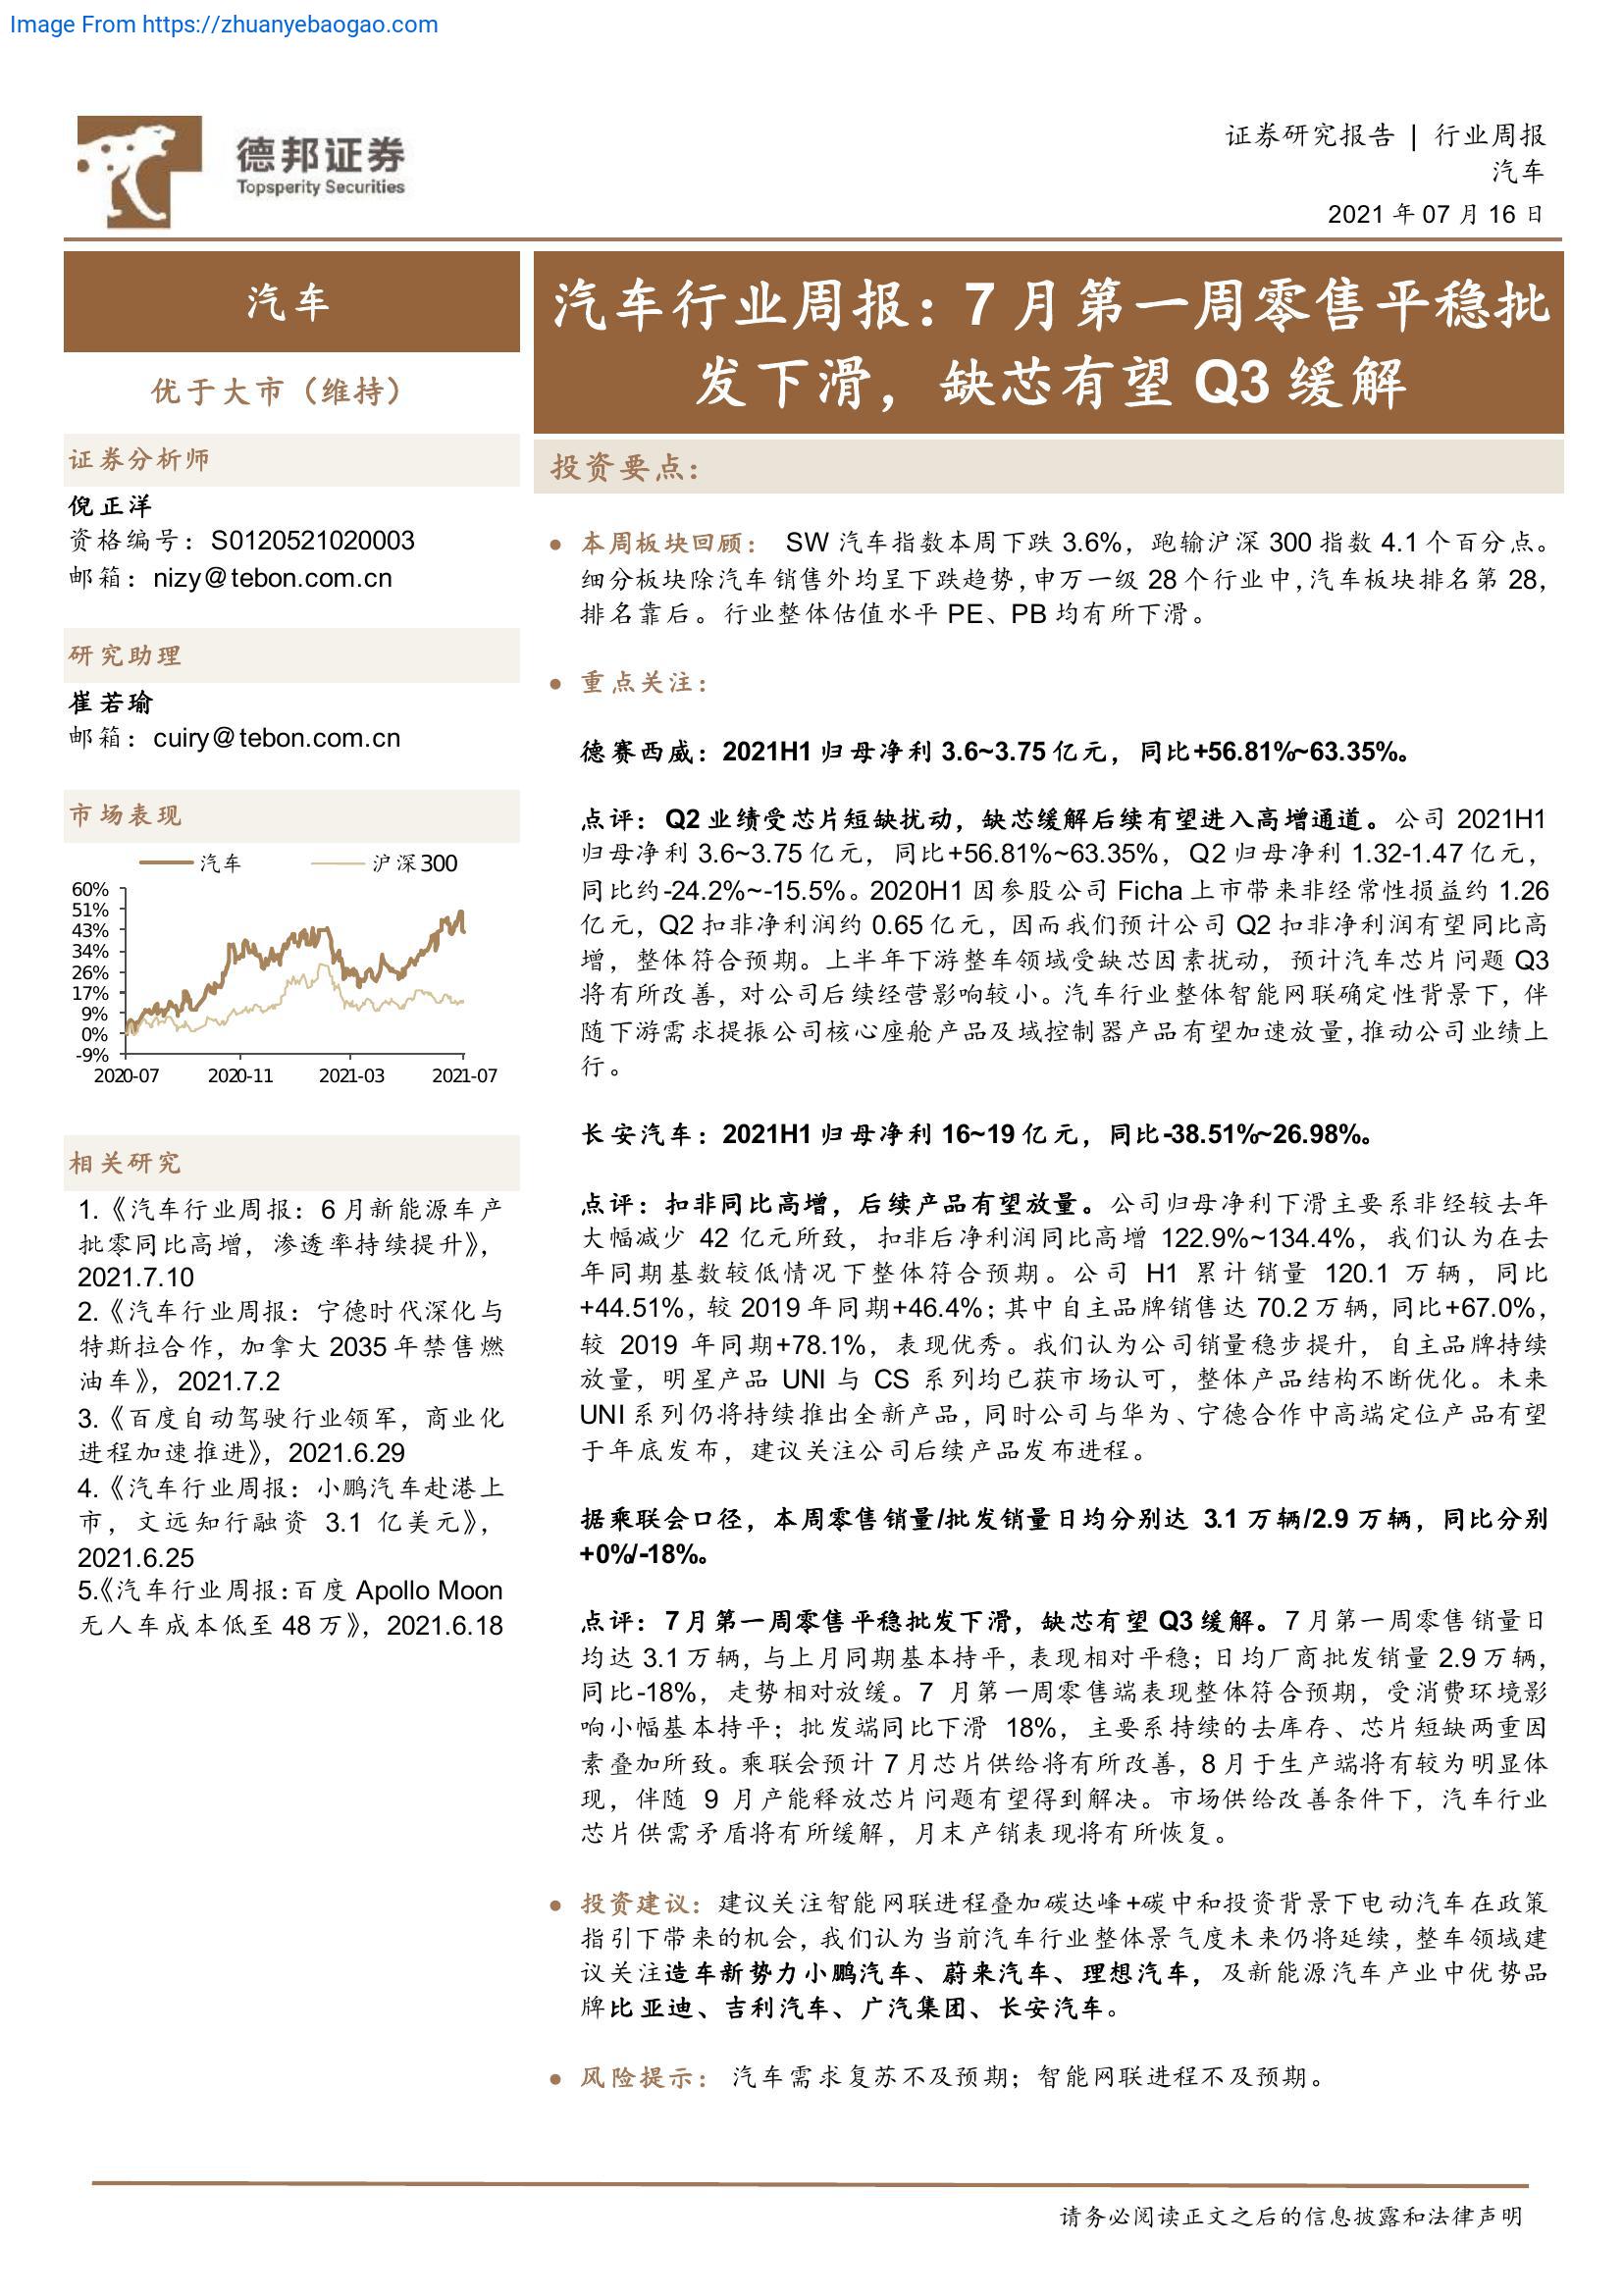 Image From https://zhuanyebaogao.com
德邦证券
Topsperity Securities
证券研究报告 | 行业周报
汽车
2021 年 07 月 16 日
汽车
优于大市（维持）
证券分析师
倪正洋
资格编号：S0120521020003
邮箱：nizy@tebon.com.cn
研究助理
崔若瑜
邮箱：cuiry@tebon.com.cn
市场表现
汽车 沪深300
60%
51%
43%
34%
26%
17%
9%
0%
-9%
2020-07 2020-11 2021-03 2021-07
相关研究
1.《汽车行业周报：6 月新能源车产
批零同比高增，渗透率持续提升》，
2021.7.10
2.《汽车行业周报：宁德时代深化与
特斯拉合作，加拿大 2035 年禁售燃
油车》，2021.7.2
3.《百度自动驾驶行业领军，商业化
进程加速推进》，2021.6.29
4.《汽车行业周报：小鹏汽车赴港上
市，文远知行融资 3.1 亿美元》，
2021.6.25
5.《汽车行业周报：百度 Apollo Moon
无人车成本低至 48 万》，2021.6.18
汽车行业周报：7 月第一周零售平稳批
发下滑，缺芯有望 Q3 缓解
投资要点：
● 本周板块回顾： SW 汽车指数本周下跌 3.6%，跑输沪深 300 指数 4.1 个百分点。
细分板块除汽车销售外均呈下跌趋势，申万一级 28 个行业中，汽车板块排名第 28，
排名靠后。行业整体估值水平 PE、PB 均有所下滑。
● 重点关注：
德赛西威：2021H1 归母净利 3.6~3.75 亿元，同比+56.81%~63.35%。
点评：Q2 业绩受芯片短缺扰动，缺芯缓解后续有望进入高增通道。公司 2021H1
归母净利 3.6~3.75 亿元，同比+56.81%~63.35%，Q2 归母净利 1.32-1.47 亿元，
同比约-24.2%~-15.5%。2020H1 因参股公司 Ficha 上市带来非经常性损益约 1.26
亿元，Q2 扣非净利润约 0.65 亿元，因而我们预计公司 Q2 扣非净利润有望同比高
增，整体符合预期。上半年下游整车领域受缺芯因素扰动，预计汽车芯片问题 Q3
将有所改善，对公司后续经营影响较小。汽车行业整体智能网联确定性背景下，伴
随下游需求提振公司核心座舱产品及域控制器产品有望加速放量，推动公司业绩上
行。
长安汽车：2021H1 归母净利 16~19 亿元，同比-38.51%~26.98%。
点评：扣非同比高增，后续产品有望放量。公司归母净利下滑主要系非经较去年
大幅减少 42 亿元所致，扣非后净利润同比高增 122.9%~134.4%，我们认为在去
年同期基数较低情况下整体符合预期。公司 H1 累计销量 120.1 万辆，同比
+44.51%，较 2019 年同期+46.4%；其中自主品牌销售达 70.2 万辆，同比+67.0%，
较 2019 年同期+78.1%，表现优秀。我们认为公司销量稳步提升，自主品牌持续
放量，明星产品 UNI 与 CS 系列均已获市场认可，整体产品结构不断优化。未来
UNI 系列仍将持续推出全新产品，同时公司与华为、宁德合作中高端定位产品有望
于年底发布，建议关注公司后续产品发布进程。
据乘联会口径，本周零售销量/批发销量日均分别达 3.1 万辆/2.9 万辆，同比分别
+0%/-18%。
点评：7 月第一周零售平稳批发下滑，缺芯有望 Q3 缓解。7 月第一周零售销量日
均达 3.1 万辆，与上月同期基本持平，表现相对平稳；日均厂商批发销量 2.9 万辆，
同比-18%，走势相对放缓。7 月第一周零售端表现整体符合预期，受消费环境影
响小幅基本持平；批发端同比下滑 18%，主要系持续的去库存、芯片短缺两重因
素叠加所致。乘联会预计 7 月芯片供给将有所改善，8 月于生产端将有较为明显体
现，伴随 9 月产能释放芯片问题有望得到解决。市场供给改善条件下，汽车行业
芯片供需矛盾将有所缓解，月末产销表现将有所恢复。
● 投资建议：建议关注智能网联进程叠加碳达峰+碳中和投资背景下电动汽车在政策
指引下带来的机会，我们认为当前汽车行业整体景气度未来仍将延续，整车领域建
议关注造车新势力小鹏汽车、蔚来汽车、理想汽车，及新能源汽车产业中优势品
牌比亚迪、吉利汽车、广汽集团、长安汽车。
● 风险提示： 汽车需求复苏不及预期；智能网联进程不及预期。
请务必阅读正文之后的信息披露和法律声明